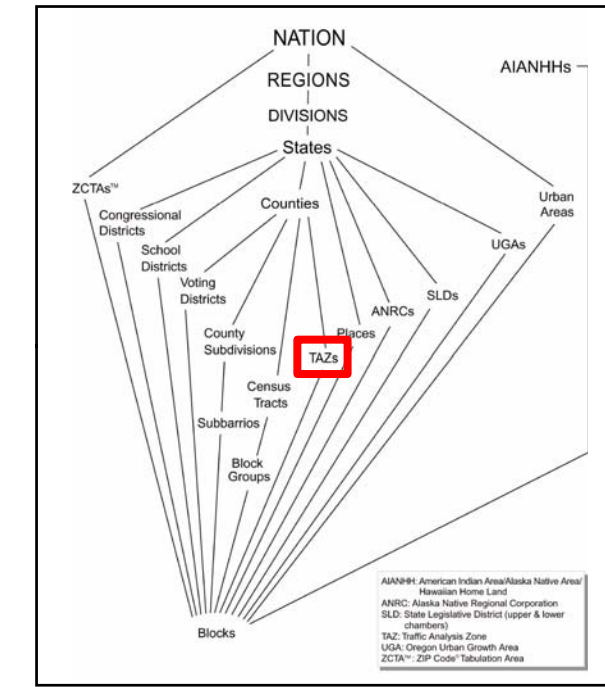 NATION
AIANHHs
REGIONS
DIVISIONS
States
ZCTAs™
Counties
Urban
Areas
Congressional
Districts
School
Districts
UGAs
Voting
Districts
SLDs
ANRCs
County
Subdivisions
Places
TAZs
Census
Tracts
Subbarrios
Block
Groups
Blocks
AIANHH: American Indian Area/Alaska Native Area/
Hawaiian Home Land
ANRC: Alaska Native Regional Corporation
SLD: State Legislative District (upper & lower
chambers)
TAZ: Traffic Analysis Zone
UGA: Oregon Urban Growth Area
ZCTA™: ZIP Code® Tabulation Area